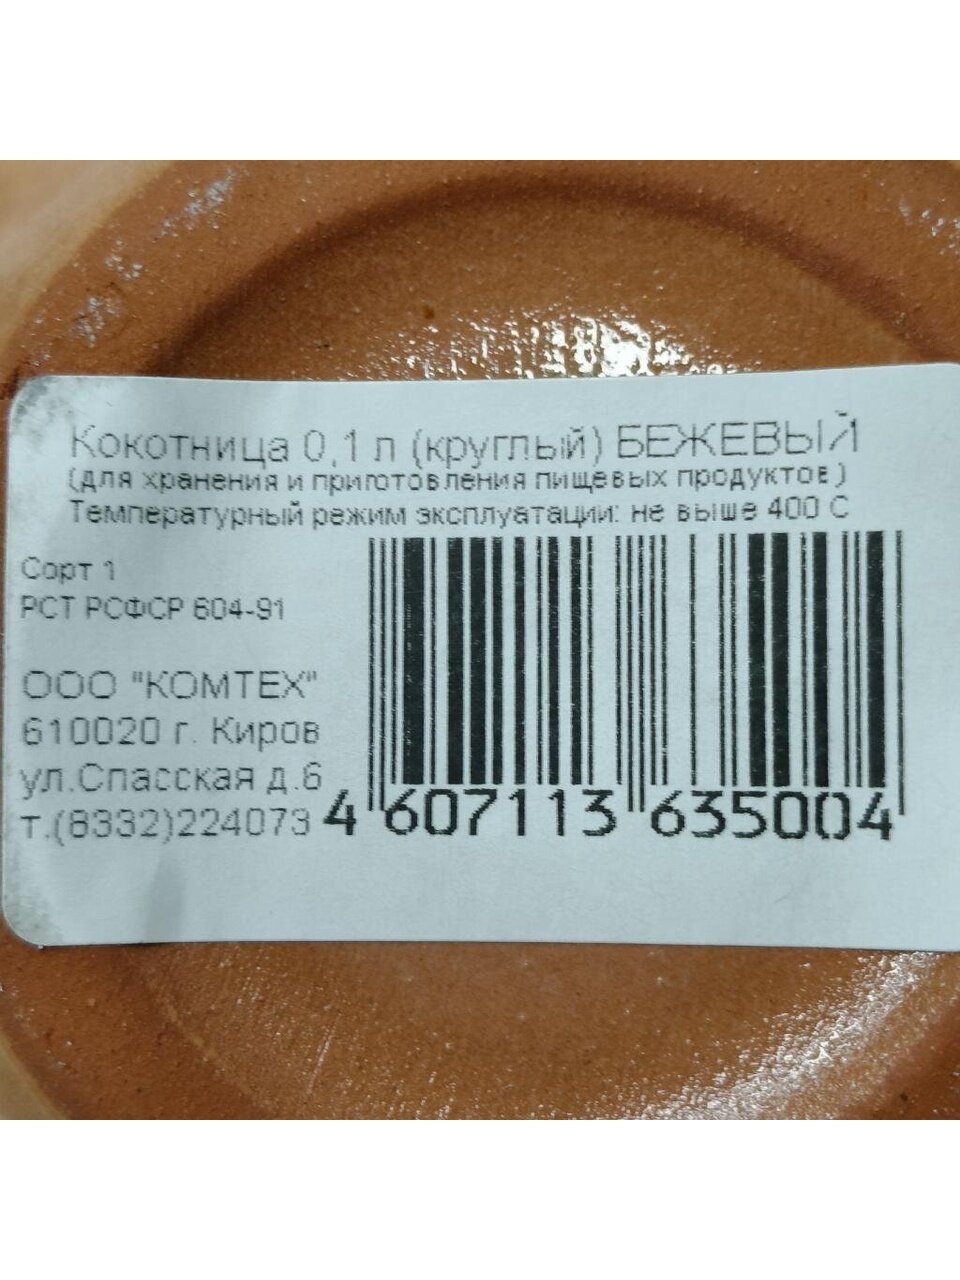 Кокотница 0,1 л (круглый) БЕЖЕВЫЙ
(для хранения и приготовления пищевых продуктов)
Температурный режим эксплуатации: не выше 400 С
Сорт 1
РСТ РСФСР 604-91
ООО "КОМТЕХ"
610020 г. Киров
ул.Спасская д.6
т.(8332)224073
4 607113 635004